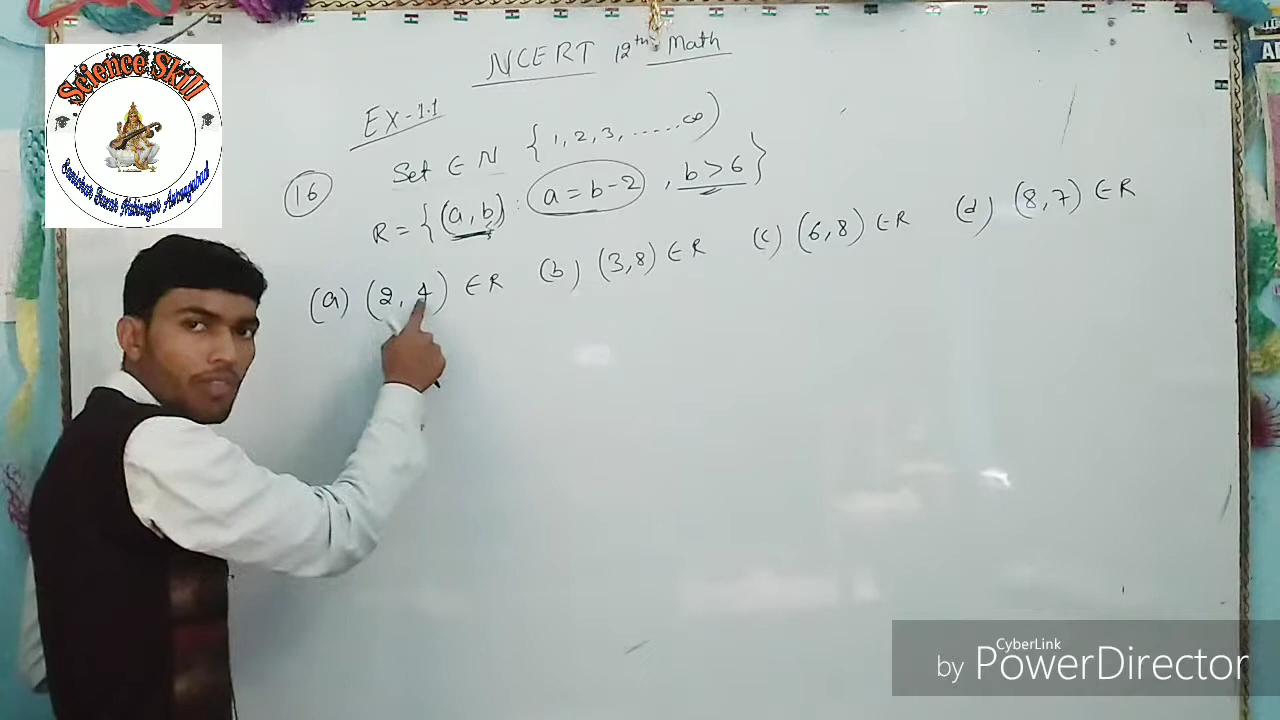 Science Skill
NCERT 12th Math
Ex-1.1
16 Set ∈ N {1, 2, 3, ......∞)
R = {(a, b) : a = b-2 , b > 6}
(a) (2, 4) ∈ R (b) (3, 8) ∈ R (c) (6, 8) ∈ R (d) (8, 7) ∈ R
CyberLink
by PowerDirector